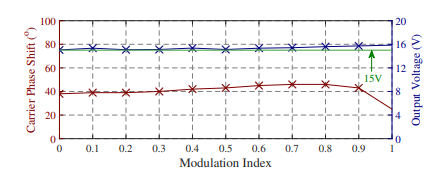 Carrier Phase Shift (°)
100
80
60
40
20
0
20
16
12
8
4
0
Output Voltage (V)
15V
0 0.1 0.2 0.3 0.4 0.5 0.6 0.7 0.8 0.9 1
Modulation Index